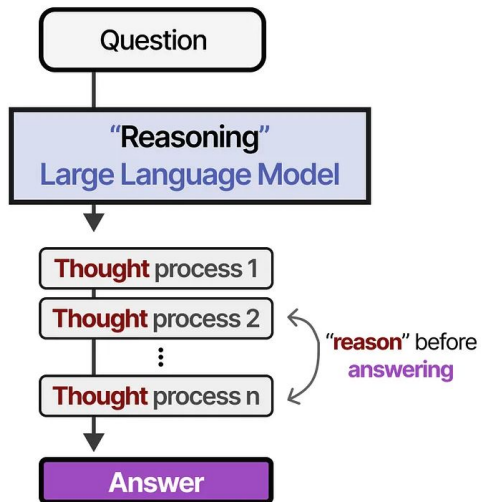 Question
“Reasoning”
Large Language Model
Thought process 1
Thought process 2
“reason” before
answering
Thought process n
Answer